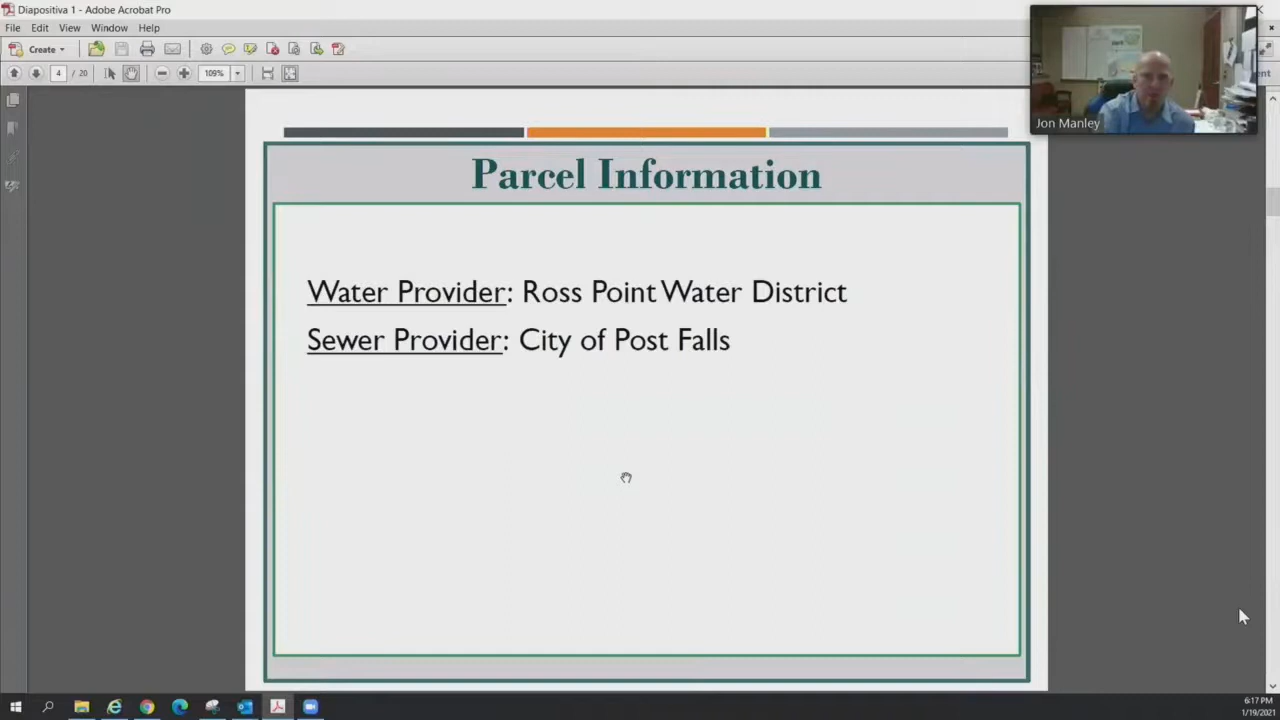 Diapositiva 1 - Adobe Acrobat Pro
File Edit View Window Help
Create
4 / 20 109%
Jon Manley
Parcel Information
Water Provider: Ross Point Water District
Sewer Provider: City of Post Falls
6:17 PM
1/19/2021